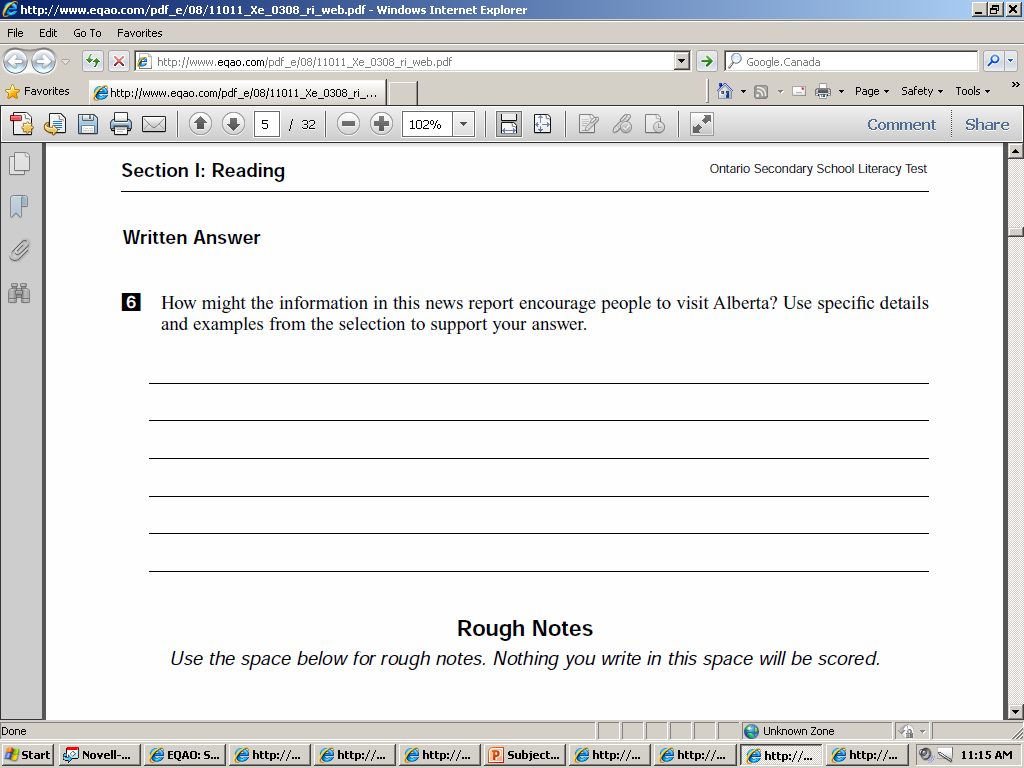 http://www.eqao.com/pdf_e/08/11011_Xe_0308_ri_web.pdf - Windows Internet Explorer
File Edit Go To Favorites
http://www.eqao.com/pdf_e/08/11011_Xe_0308_ri_web.pdf Google.Canada
Favorites http://www.eqao.com/pdf_e/08/11011_Xe_0308_ri_... Page Safety Tools »
5 / 32 102% Comment Share
Section I: Reading Ontario Secondary School Literacy Test
Written Answer
6 How might the information in this news report encourage people to visit Alberta? Use specific details
and examples from the selection to support your answer.
Rough Notes
Use the space below for rough notes. Nothing you write in this space will be scored.
Done Unknown Zone
Start Novell-... EQAO: S... http://... http://... http://... Subject... http://... http://... http://... http://... 11:15 AM